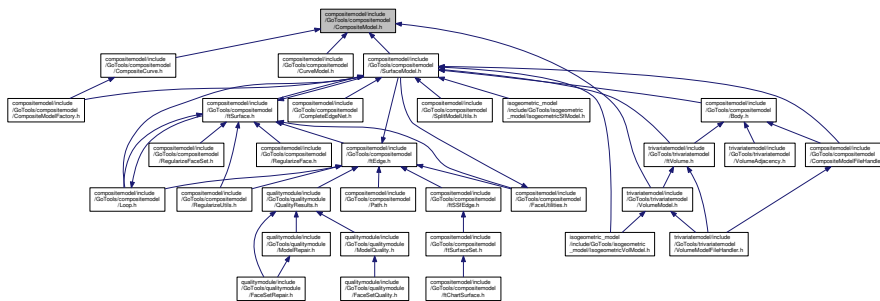 compositemodel/include
/GoTools/compositemodel
/CompositeModel.h
compositemodel/include
/GoTools/compositemodel
/CompositeCurve.h
compositemodel/include
/GoTools/compositemodel
/CurveModel.h
compositemodel/include
/GoTools/compositemodel
/SurfaceModel.h
compositemodel/include
/GoTools/compositemodel
/CompositeModelFactory.h
compositemodel/include
/GoTools/compositemodel
/ftSurface.h
compositemodel/include
/GoTools/compositemodel
/CompleteEdgeNet.h
compositemodel/include
/GoTools/compositemodel
/SplitModelUtils.h
isogeometric_model
/include/GoTools/isogeometric
_model/IsogeometricSfModel.h
compositemodel/include
/GoTools/compositemodel
/Body.h
compositemodel/include
/GoTools/compositemodel
/RegularizeFaceSet.h
compositemodel/include
/GoTools/compositemodel
/RegularizeFace.h
compositemodel/include
/GoTools/compositemodel
/ftEdge.h
trivariatemodel/include
/GoTools/trivariatemodel
/ftVolume.h
trivariatemodel/include
/GoTools/trivariatemodel
/VolumeAdjacency.h
compositemodel/include
/GoTools/compositemodel
/CompositeModelFileHandler.h
compositemodel/include
/GoTools/compositemodel
/Loop.h
compositemodel/include
/GoTools/compositemodel
/RegularizeUtils.h
qualitymodule/include
/GoTools/qualitymodule
/QualityResults.h
compositemodel/include
/GoTools/compositemodel
/Path.h
compositemodel/include
/GoTools/compositemodel
/ftSSfEdge.h
compositemodel/include
/GoTools/compositemodel
/FaceUtilities.h
trivariatemodel/include
/GoTools/trivariatemodel
/VolumeModel.h
qualitymodule/include
/GoTools/qualitymodule
/ModelRepair.h
qualitymodule/include
/GoTools/qualitymodule
/ModelQuality.h
compositemodel/include
/GoTools/compositemodel
/ftSurfaceSet.h
isogeometric_model
/include/GoTools/isogeometric
_model/IsogeometricVolModel.h
trivariatemodel/include
/GoTools/trivariatemodel
/VolumeModelFileHandler.h
qualitymodule/include
/GoTools/qualitymodule
/FaceSetRepair.h
qualitymodule/include
/GoTools/qualitymodule
/FaceSetQuality.h
compositemodel/include
/GoTools/compositemodel
/ftChartSurface.h